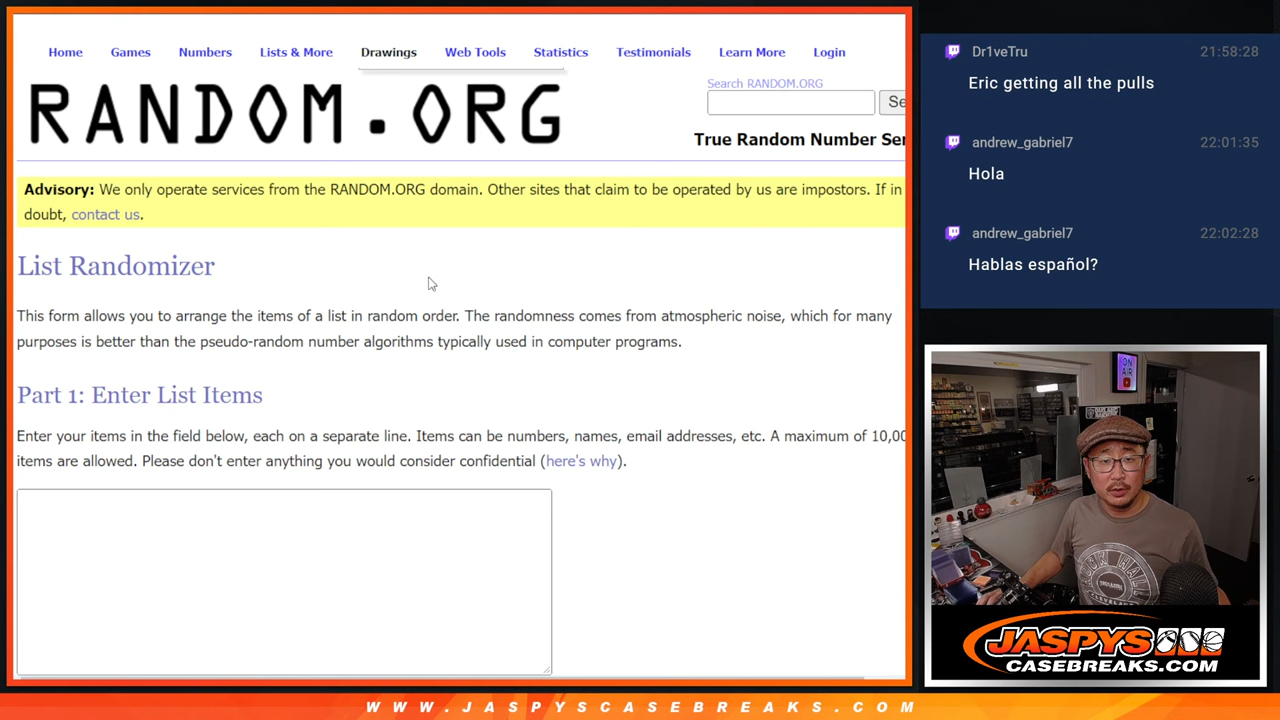 Home Games Numbers Lists & More Drawings Web Tools Statistics Testimonials Learn More Login
RANDOM.ORG
Search RANDOM.ORG
Se
True Random Number Ser
Advisory: We only operate services from the RANDOM.ORG domain. Other sites that claim to be operated by us are impostors. If in
doubt, contact us.
List Randomizer
This form allows you to arrange the items of a list in random order. The randomness comes from atmospheric noise, which for many
purposes is better than the pseudo-random number algorithms typically used in computer programs.
Part 1: Enter List Items
Enter your items in the field below, each on a separate line. Items can be numbers, names, email addresses, etc. A maximum of 10,00
items are allowed. Please don't enter anything you would consider confidential (here's why).
Dr1veTru 21:58:28
Eric getting all the pulls
andrew_gabriel7 22:01:35
Hola
andrew_gabriel7 22:02:28
Hablas español?
ON
AIR
JASPYS
CASEBREAKS.COM
WWW.JASPYSCASEBREAKS.COM